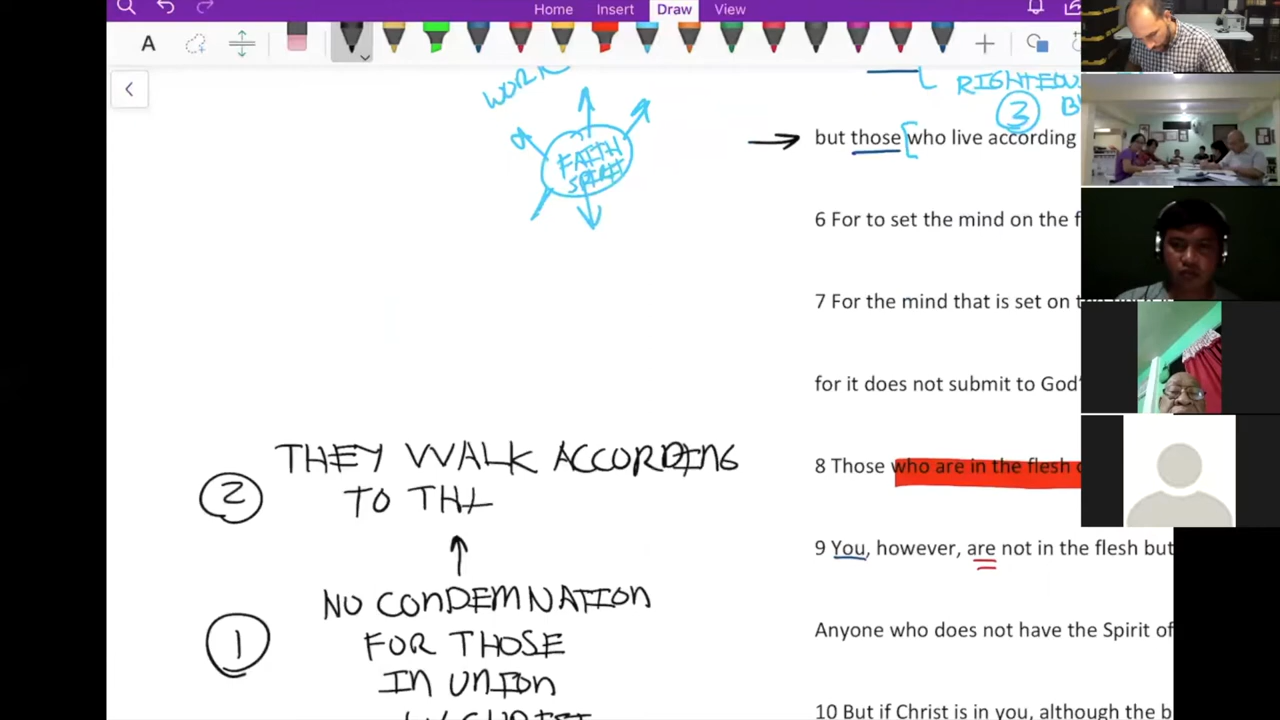 Home Insert Draw View
A
WORK
RIGHTEOUS
3 B
but those [who live according
FAITH
SPIRIT
6 For to set the mind on the f
7 For the mind that is set on
for it does not submit to God'
THEY WALK ACCORDING
2 TO THE
8 Those who are in the flesh c
9 You, however, are not in the flesh but
NO CONDEMNATION
1 FOR THOSE
IN UNION
W/ CHRIST
Anyone who does not have the Spirit of
10 But if Christ is in you, although the b